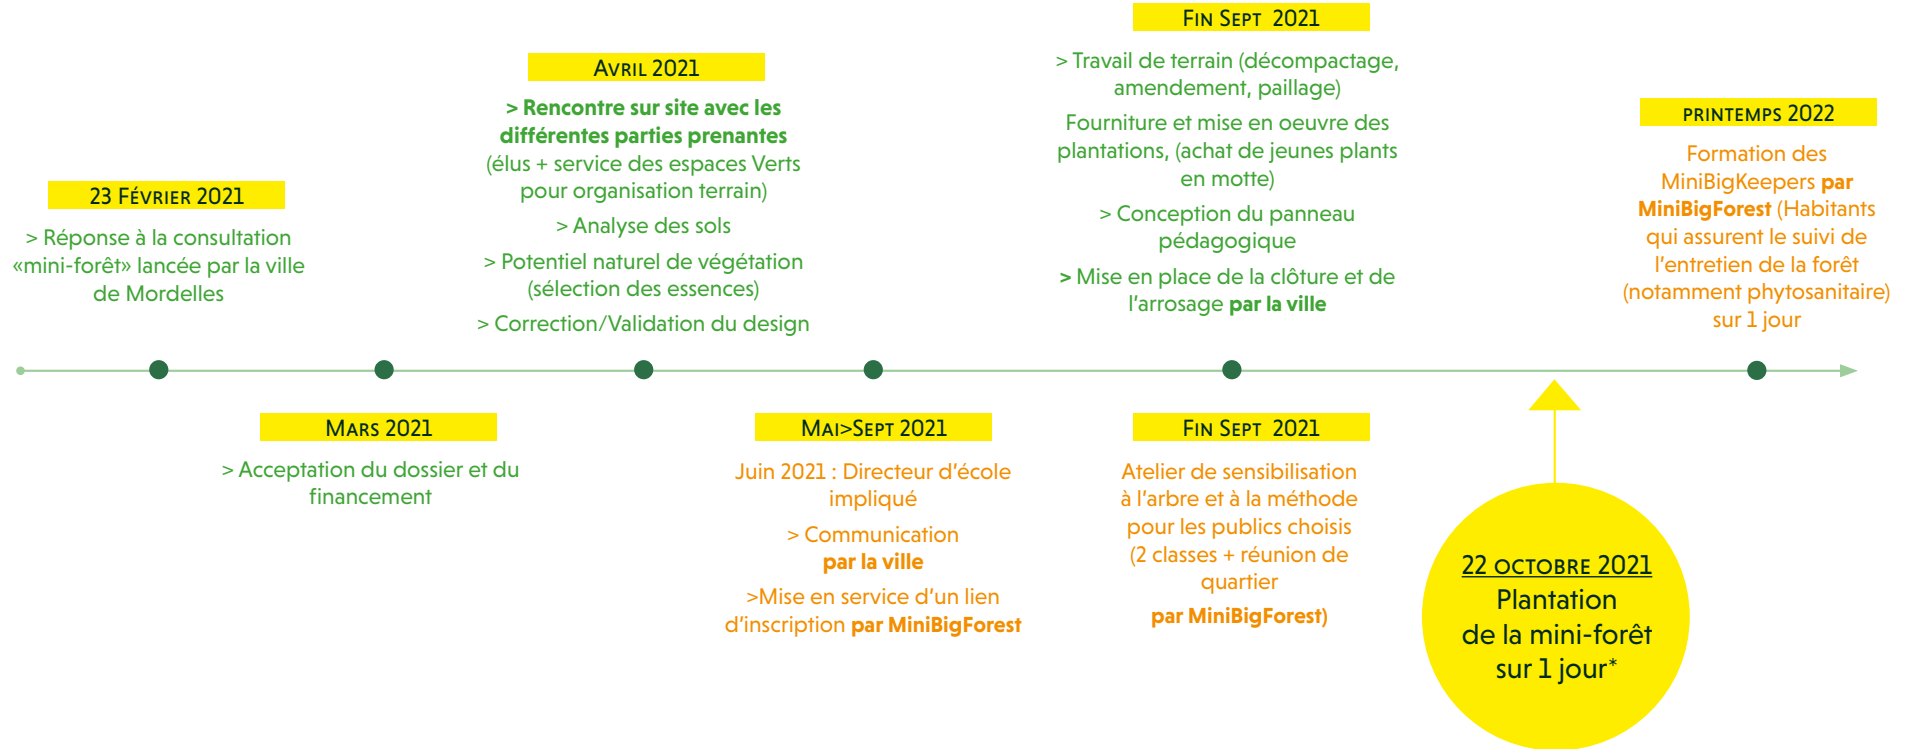 23 Février 2021
> Réponse à la consultation
«mini-forêt» lancée par la ville
de Mordelles
Mars 2021
> Acceptation du dossier et du
financement
Avril 2021
> Rencontre sur site avec les
différentes parties prenantes
(élus + service des espaces Verts
pour organisation terrain)
> Analyse des sols
> Potentiel naturel de végétation
(sélection des essences)
> Correction/Validation du design
Mai>Sept 2021
Juin 2021 : Directeur d'école
impliqué
> Communication
par la ville
>Mise en service d'un lien
d'inscription par MiniBigForest
Fin Sept 2021
> Travail de terrain (décompactage,
amendement, paillage)
Fourniture et mise en oeuvre des
plantations, (achat de jeunes plants
en motte)
> Conception du panneau
pédagogique
> Mise en place de la clôture et de
l'arrosage par la ville
Fin Sept 2021
Atelier de sensibilisation
à l'arbre et à la méthode
pour les publics choisis
(2 classes + réunion de
quartier
par MiniBigForest)
22 octobre 2021
Plantation
de la mini-forêt
sur 1 jour*
printemps 2022
Formation des
MiniBigKeepers par
MiniBigForest (Habitants
qui assurent le suivi de
l'entretien de la forêt
(notamment phytosanitaire)
sur 1 jour